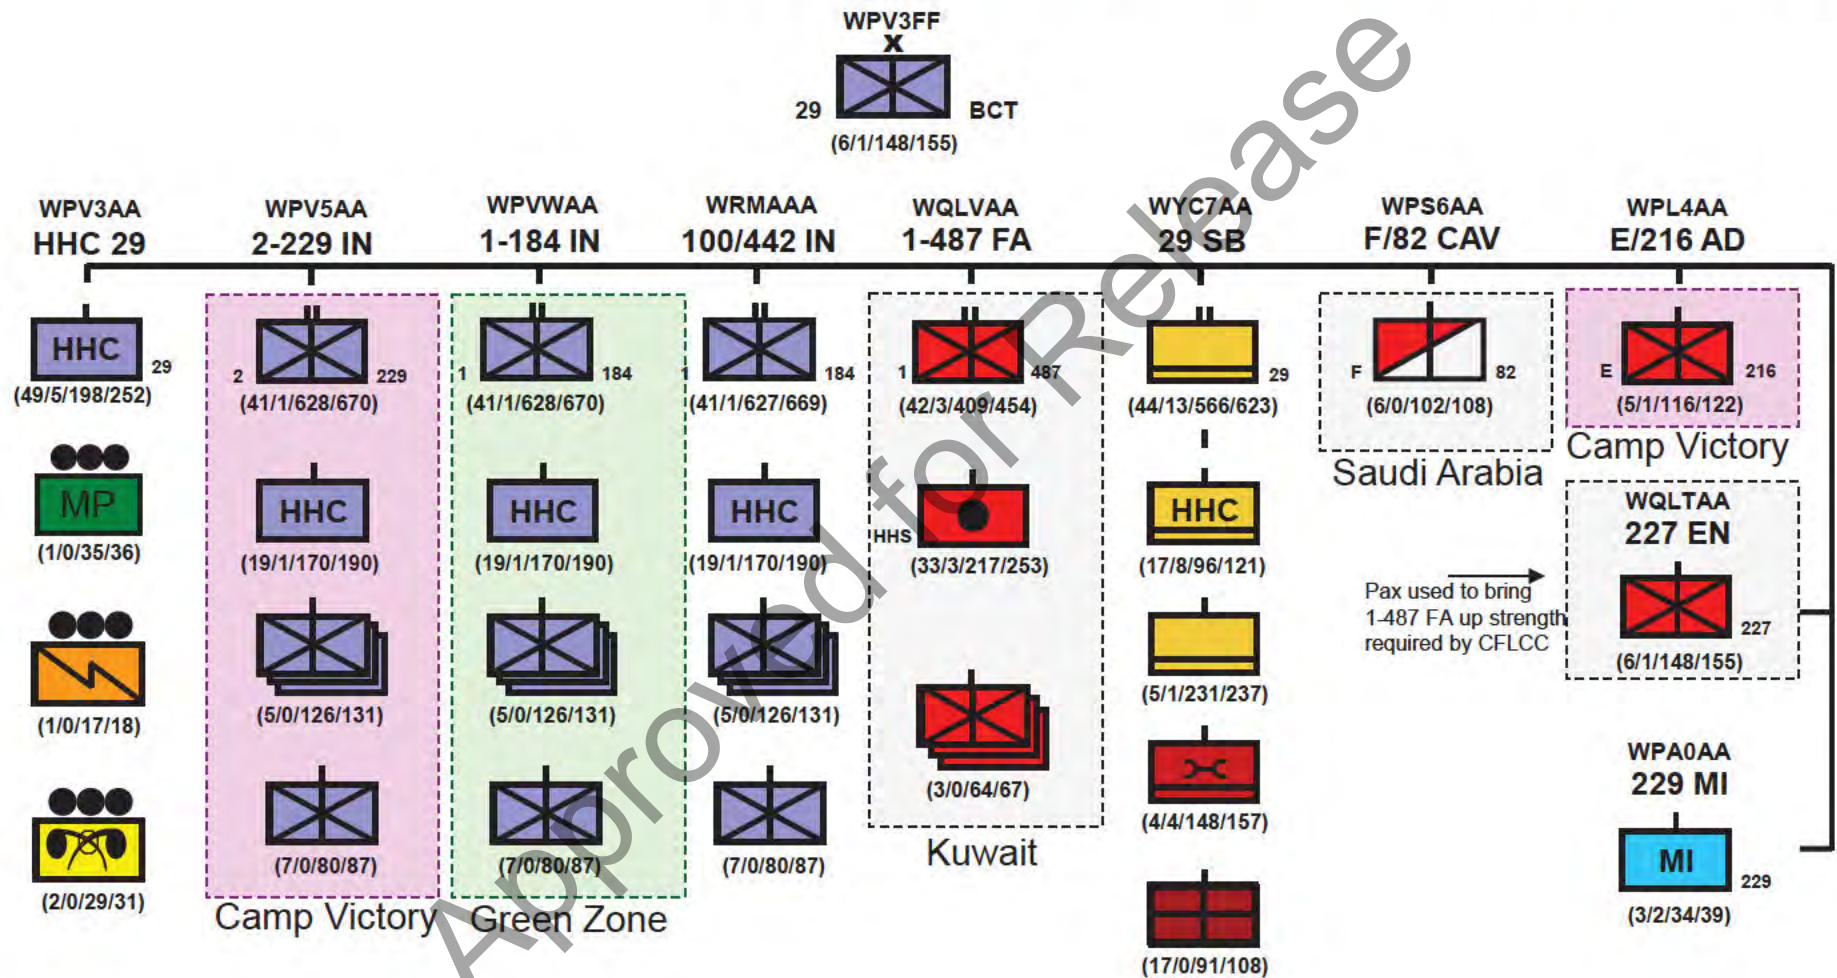 WPV3FF
X
29
BCT
(6/1/148/155)
WPV3AA
HHC 29
WPV5AA
2-229 IN
WPVWAA
1-184 IN
WRMAAA
100/442 IN
WQLVAA
1-487 FA
WYC7AA
29 SB
WPS6AA
F/82 CAV
WPL4AA
E/216 AD
HHC
29
(49/5/198/252)
MP
(1/0/35/36)
(1/0/17/18)
(2/0/29/31)
2
229
(41/1/628/670)
HHC
(19/1/170/190)
(5/0/126/131)
(7/0/80/87)
Camp Victory
1
184
(41/1/628/670)
HHC
(19/1/170/190)
(5/0/126/131)
(7/0/80/87)
Green Zone
1
184
(41/1/627/669)
HHC
(19/1/170/190)
(5/0/126/131)
(7/0/80/87)
1
487
(42/3/409/454)
HHS
(33/3/217/253)
(3/0/64/67)
Kuwait
29
(44/13/566/623)
HHC
(17/8/96/121)
(5/1/231/237)
(4/4/148/157)
(17/0/91/108)
F
82
(6/0/102/108)
Saudi Arabia
E
216
(5/1/116/122)
Camp Victory
Pax used to bring
1-487 FA up strength
required by CFLCC
WQLTAA
227 EN
227
(6/1/148/155)
WPA0AA
229 MI
MI
229
(3/2/34/39)
Approved for Release